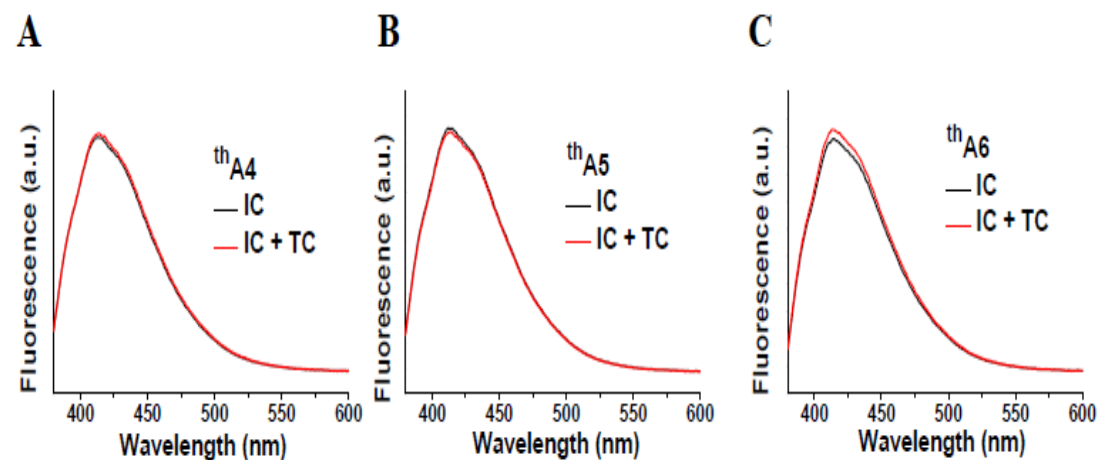 A
Fluorescence (a.u.)
thA4
IC
IC + TC
400 450 500 550 600
Wavelength (nm)
B
Fluorescence (a.u.)
thA5
IC
IC + TC
400 450 500 550 600
Wavelength (nm)
C
Fluorescence (a.u.)
thA6
IC
IC + TC
400 450 500 550 600
Wavelength (nm)